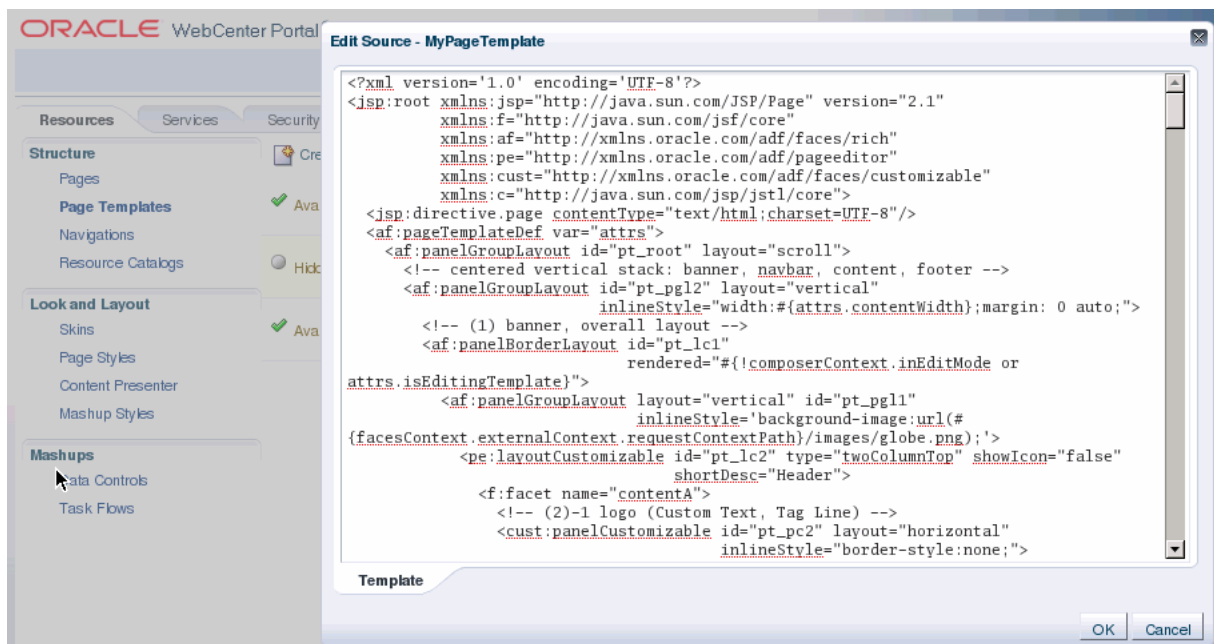 ORACLE WebCenter Portal
Resources Services Security
Structure
Pages
Page Templates
Navigations
Resource Catalogs
Look and Layout
Skins
Page Styles
Content Presenter
Mashup Styles
Mashups
Data Controls
Task Flows
Cre
Ava
Hidd
Ava
Edit Source - MyPageTemplate
<?xml version='1.0' encoding='UTF-8'?>
<jsp:root xmlns:jsp="http://java.sun.com/JSP/Page" version="2.1"
xmlns:f="http://java.sun.com/jsf/core"
xmlns:af="http://xmlns.oracle.com/adf/faces/rich"
xmlns:pe="http://xmlns.oracle.com/adf/pageeditor"
xmlns:cust="http://xmlns.oracle.com/adf/faces/customizable"
xmlns:c="http://java.sun.com/jsp/jstl/core">
<jsp:directive.page contentType="text/html;charset=UTF-8"/>
<af:pageTemplateDef var="attrs">
<af:panelGroupLayout id="pt_root" layout="scroll">
<!-- centered vertical stack: banner, navbar, content, footer -->
<af:panelGroupLayout id="pt_pgl2" layout="vertical"
inlineStyle="width:#{attrs.contentWidth};margin: 0 auto;">
<!-- (1) banner, overall layout -->
<af:panelBorderLayout id="pt_lc1"
rendered="#{!composerContext.inEditMode or
attrs.isEditingTemplate}">
<af:panelGroupLayout layout="vertical" id="pt_pgl1"
inlineStyle='background-image:url(#
{facesContext.externalContext.requestContextPath}/images/globe.png);'>
<pe:layoutCustomizable id="pt_lc2" type="twoColumnTop" showIcon="false"
shortDesc="Header">
<f:facet name="contentA">
<!-- (2)-1 logo (Custom Text, Tag Line) -->
<cust:panelCustomizable id="pt_pc2" layout="horizontal"
inlineStyle="border-style:none;">
Template
OK Cancel